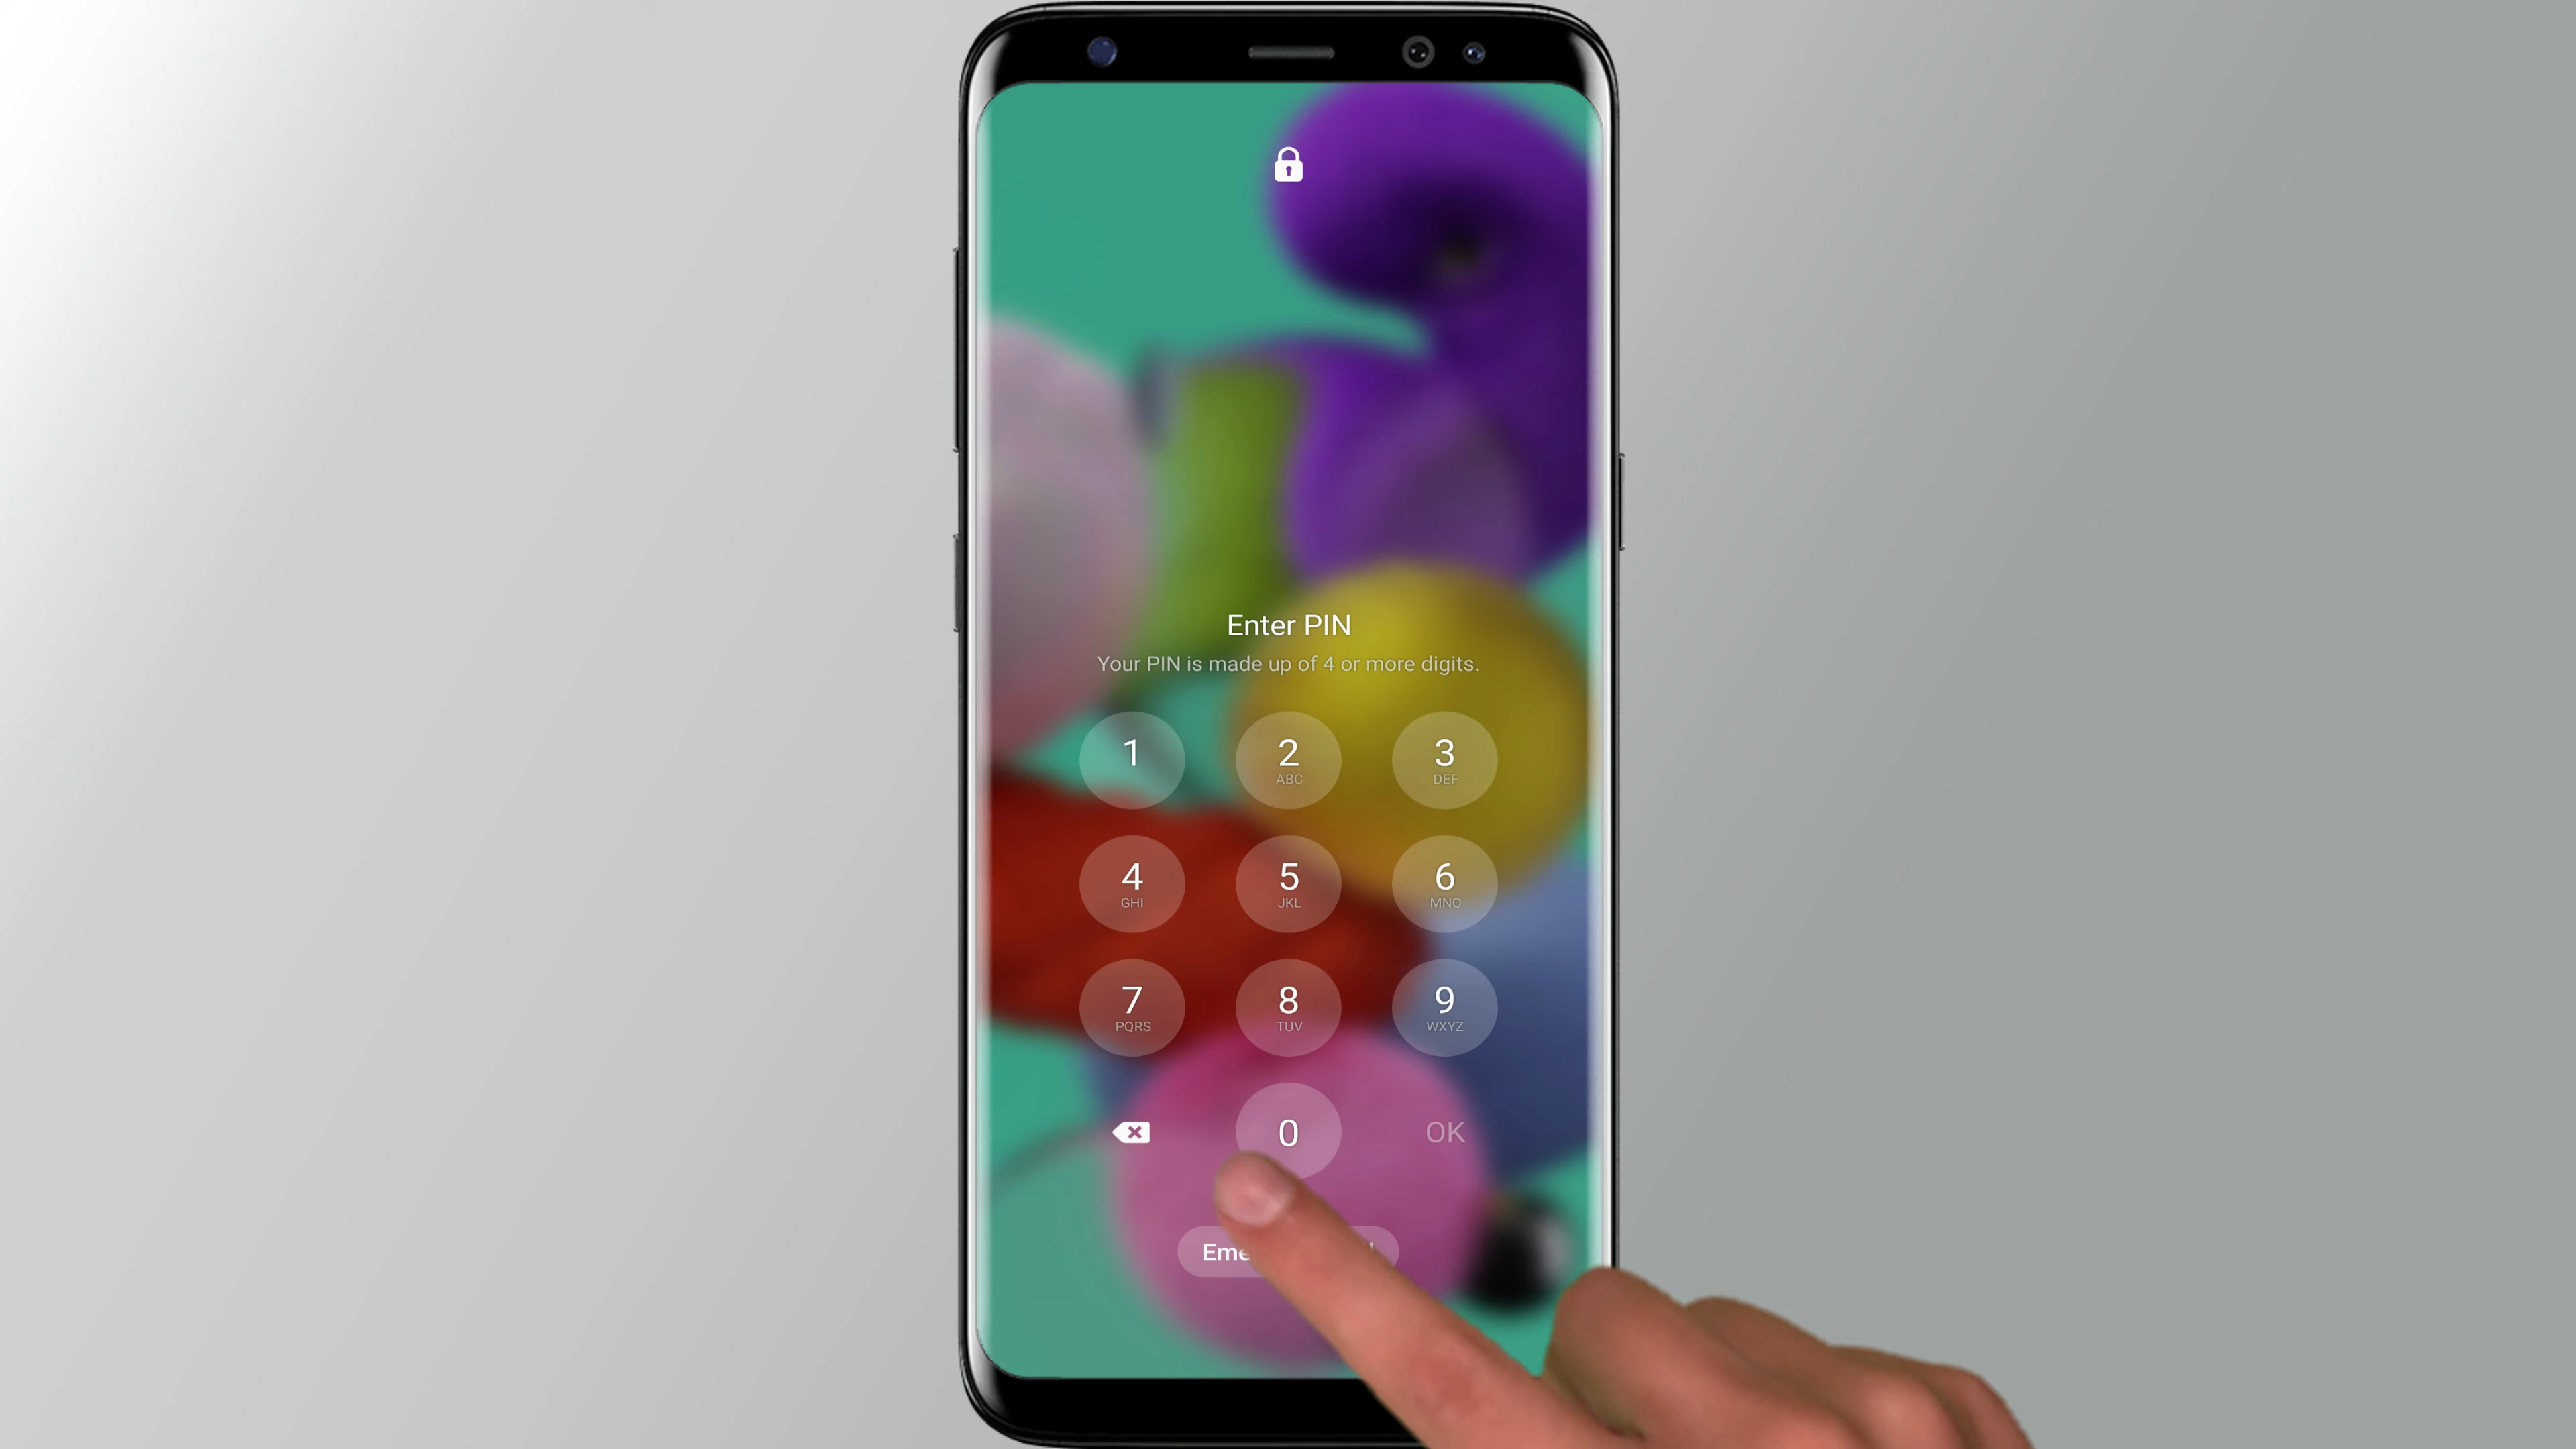 Enter PIN
Your PIN is made up of 4 or more digits.
1 2 3
ABC DEF
4 5 6
GHI JKL MNO
7 8 9
PQRS TUV WXYZ
0 OK